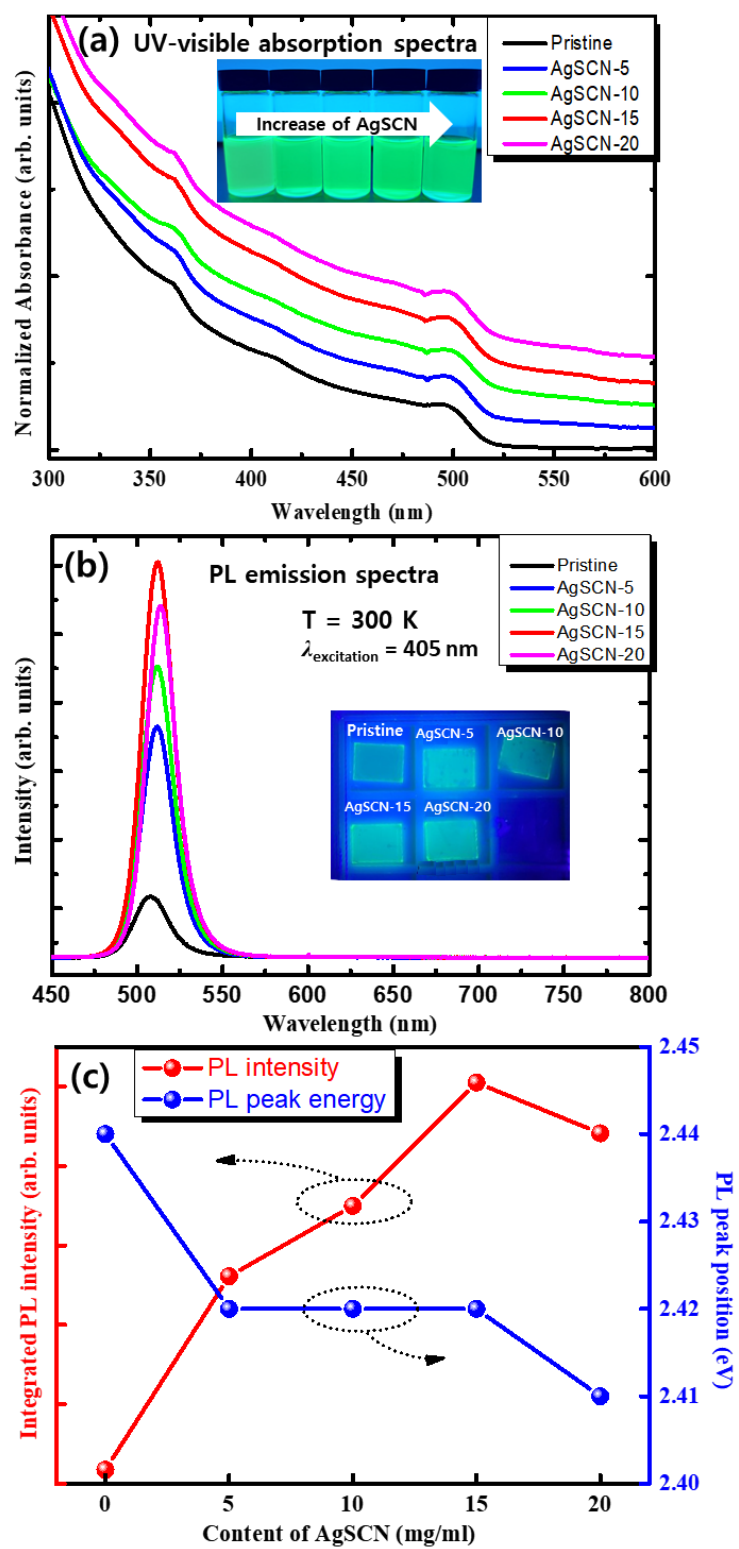 (a) UV-visible absorption spectra
Pristine
AgSCN-5
AgSCN-10
AgSCN-15
AgSCN-20
Increase of AgSCN
Normalized Absorbance (arb. units)
300 350 400 450 500 550 600
Wavelength (nm)
(b) PL emission spectra
T = 300 K
λexcitation = 405 nm
Pristine
AgSCN-5
AgSCN-10
AgSCN-15
AgSCN-20
Pristine AgSCN-5 AgSCN-10
AgSCN-15 AgSCN-20
Intensity (arb. units)
450 500 550 600 650 700 750 800
Wavelength (nm)
(c)
PL intensity
PL peak energy
Integrated PL intensity (arb. units)
2.45
2.44
2.43
2.42
2.41
2.40
PL peak position (eV)
0 5 10 15 20
Content of AgSCN (mg/ml)